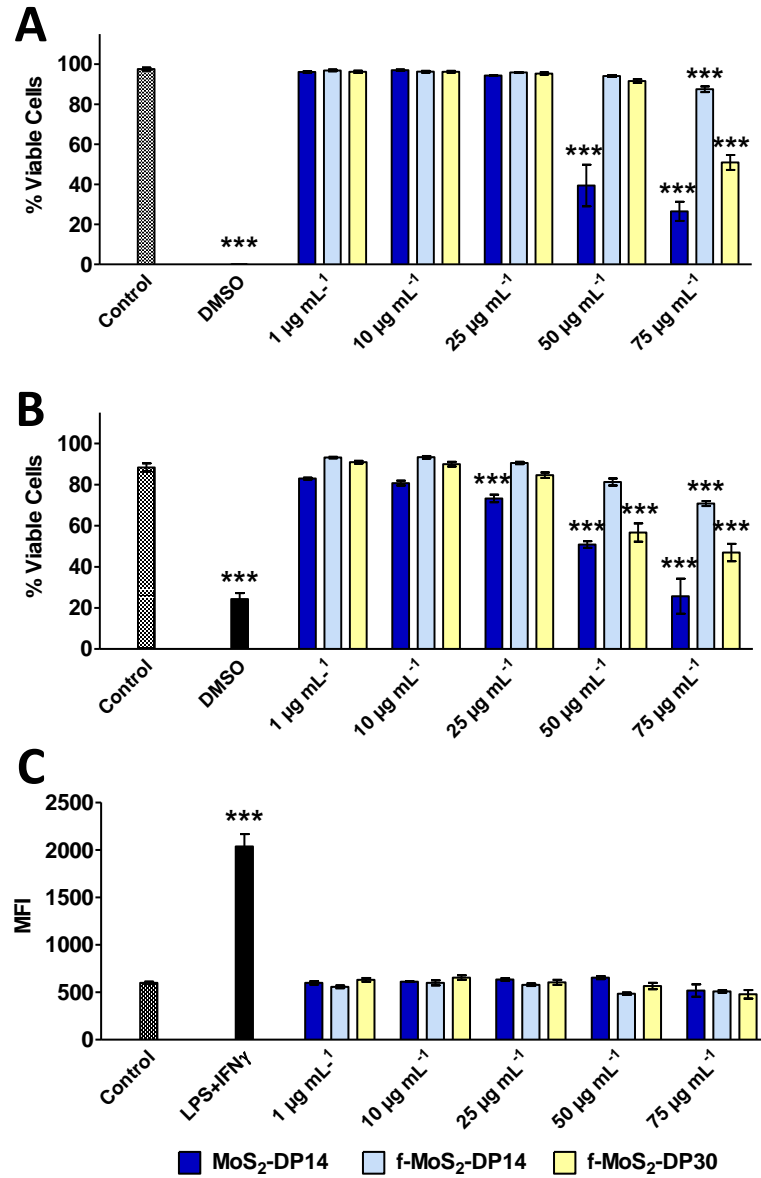 A
% Viable Cells
100
80
60
40
20
0
***
***
***
***
***
Control
DMSO
1 µg mL-¹
10 µg mL⁻¹
25 µg mL⁻¹
50 µg mL⁻¹
75 µg mL⁻¹
B
% Viable Cells
100
80
60
40
20
0
***
***
***
***
***
***
***
Control
DMSO
1 µg mL-¹
10 µg mL⁻¹
25 µg mL⁻¹
50 µg mL⁻¹
75 µg mL⁻¹
C
MFI
2500
2000
1500
1000
500
0
***
Control
LPS+IFNγ
1 µg mL-¹
10 µg mL⁻¹
25 µg mL⁻¹
50 µg mL⁻¹
75 µg mL⁻¹
MoS₂-DP14 f-MoS₂-DP14 f-MoS₂-DP30